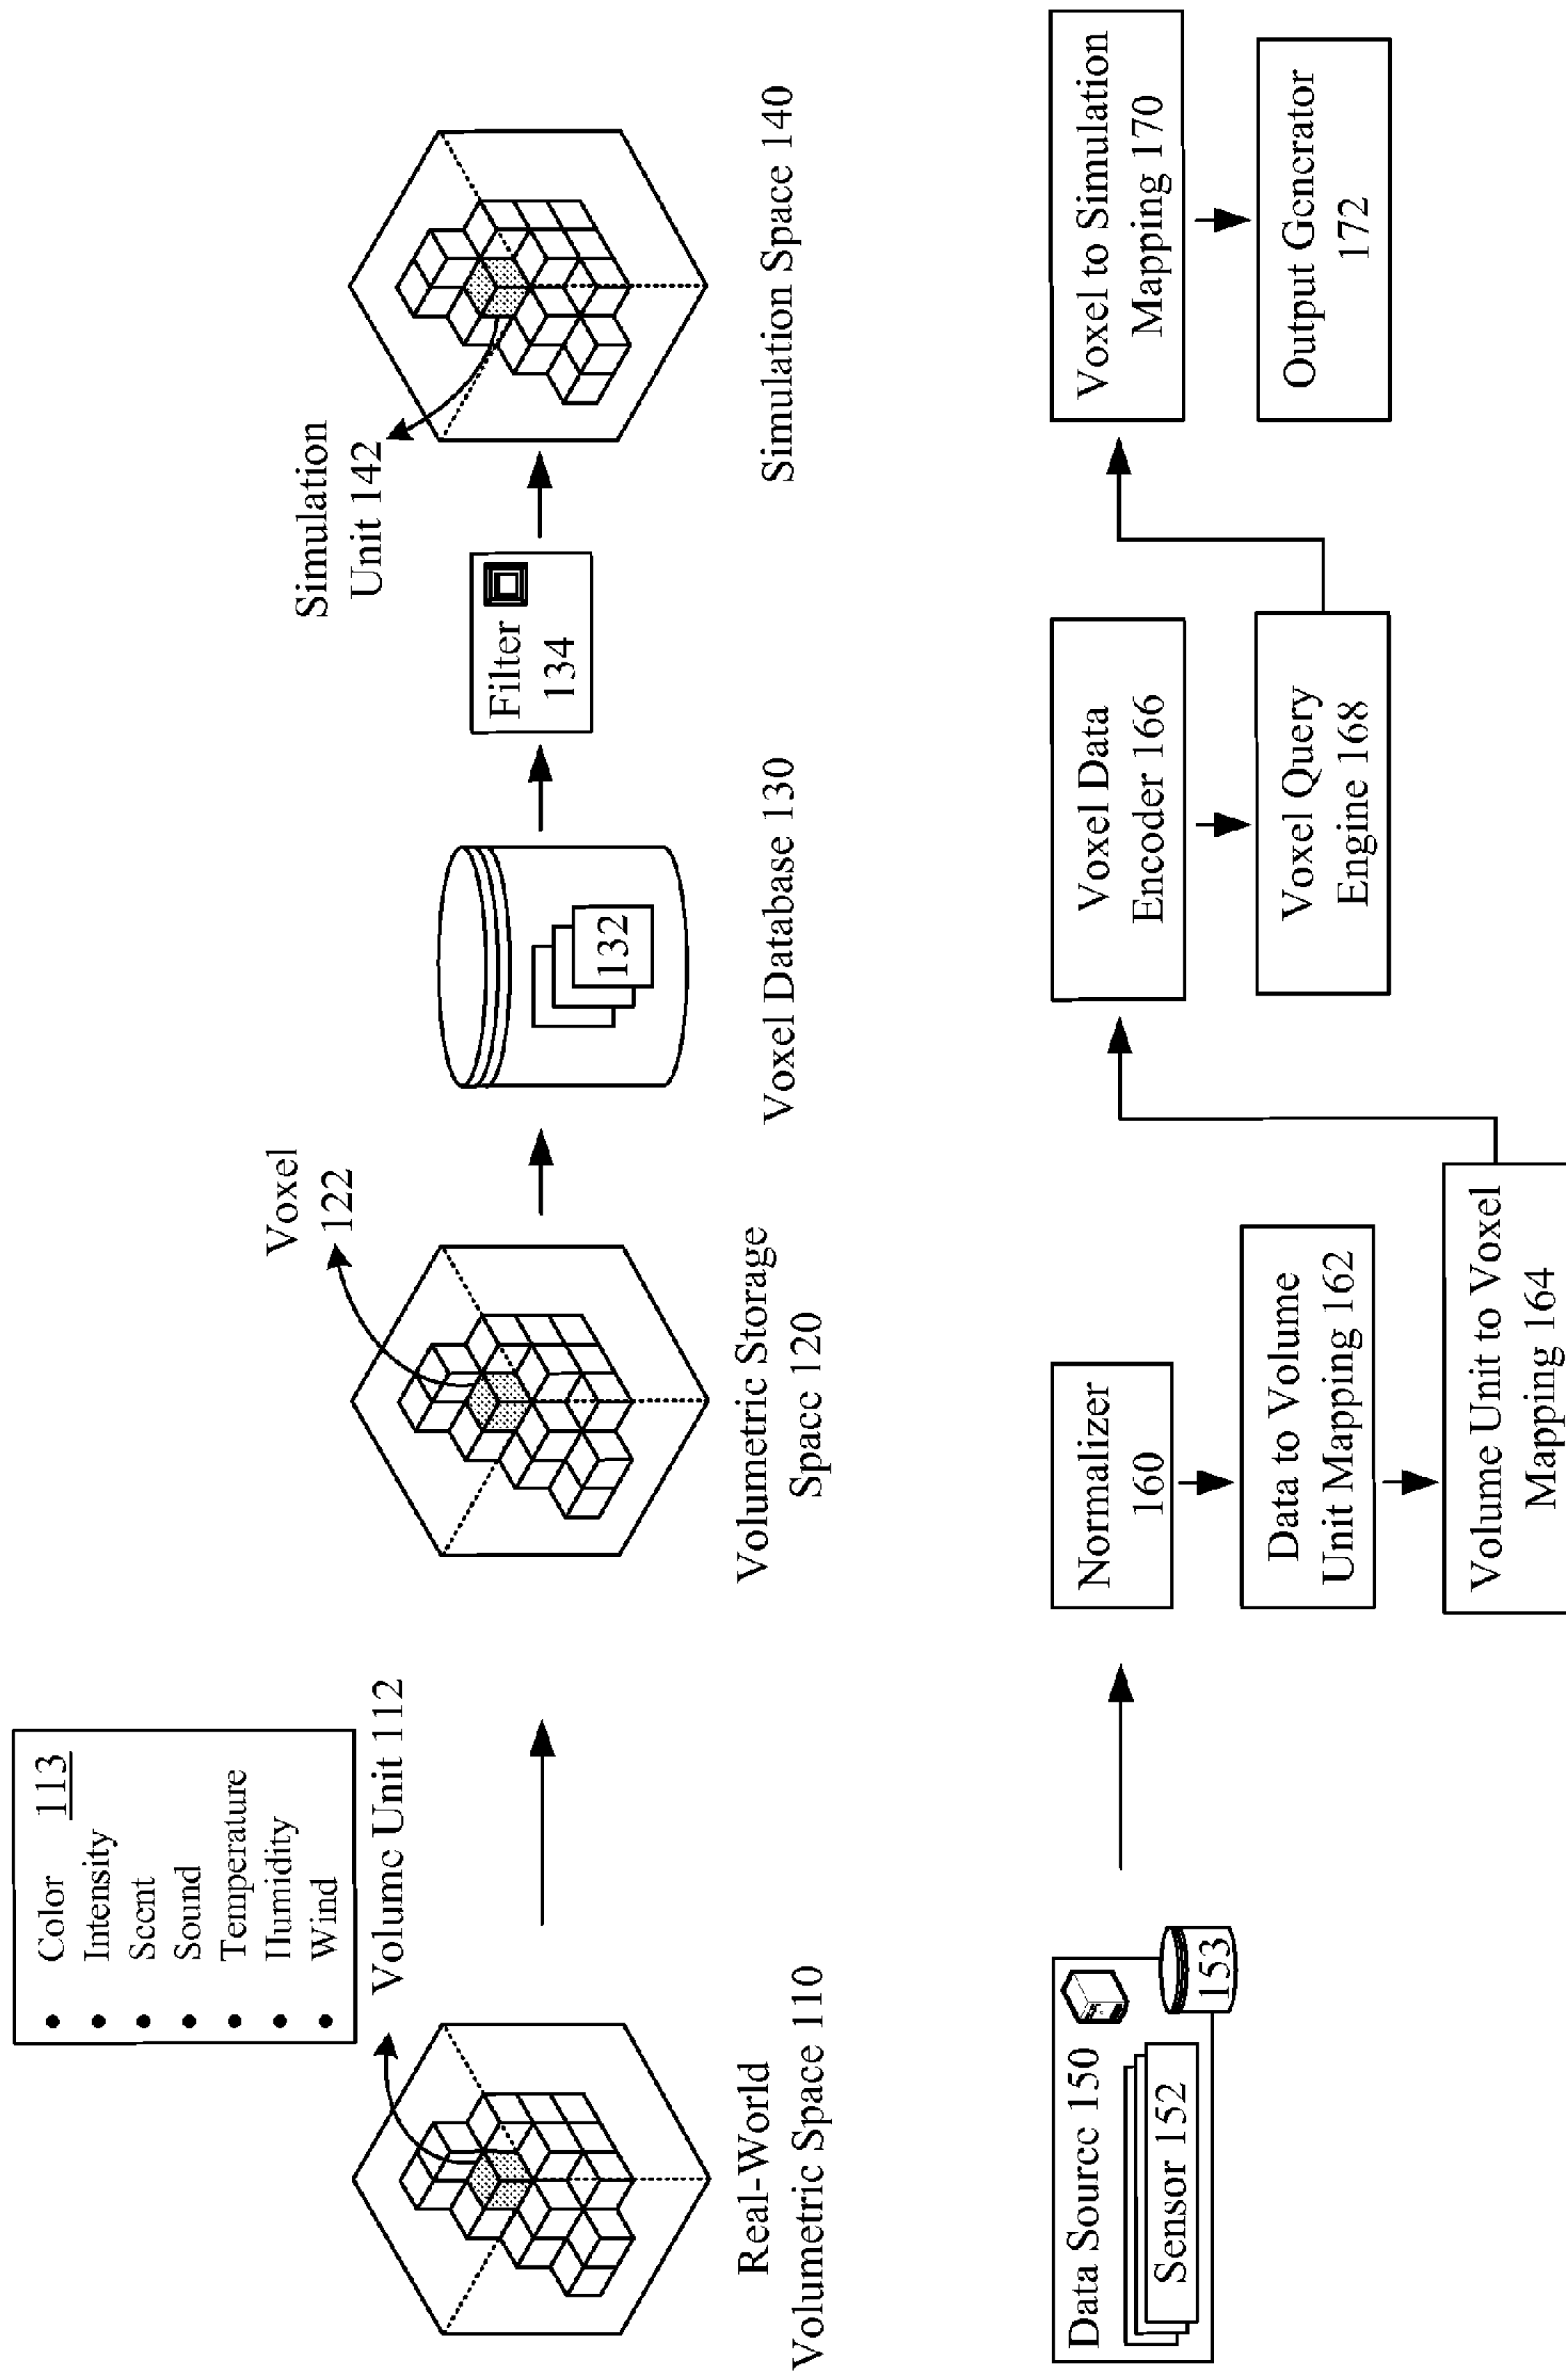 • Color 113
• Intensity
• Scent
• Sound
• Temperature
• Humidity
• Wind
Volume Unit 112
Real-World
Volumetric Space 110
Voxel
122
Volumetric Storage
Space 120
132
Voxel Database 130
Filter
134
Simulation
Unit 142
Simulation Space 140
Data Source 150
Sensor 152
153
Normalizer
160
Data to Volume
Unit Mapping 162
Volume Unit to Voxel
Mapping 164
Voxel Data
Encoder 166
Voxel Query
Engine 168
Voxel to Simulation
Mapping 170
Output Generator
172